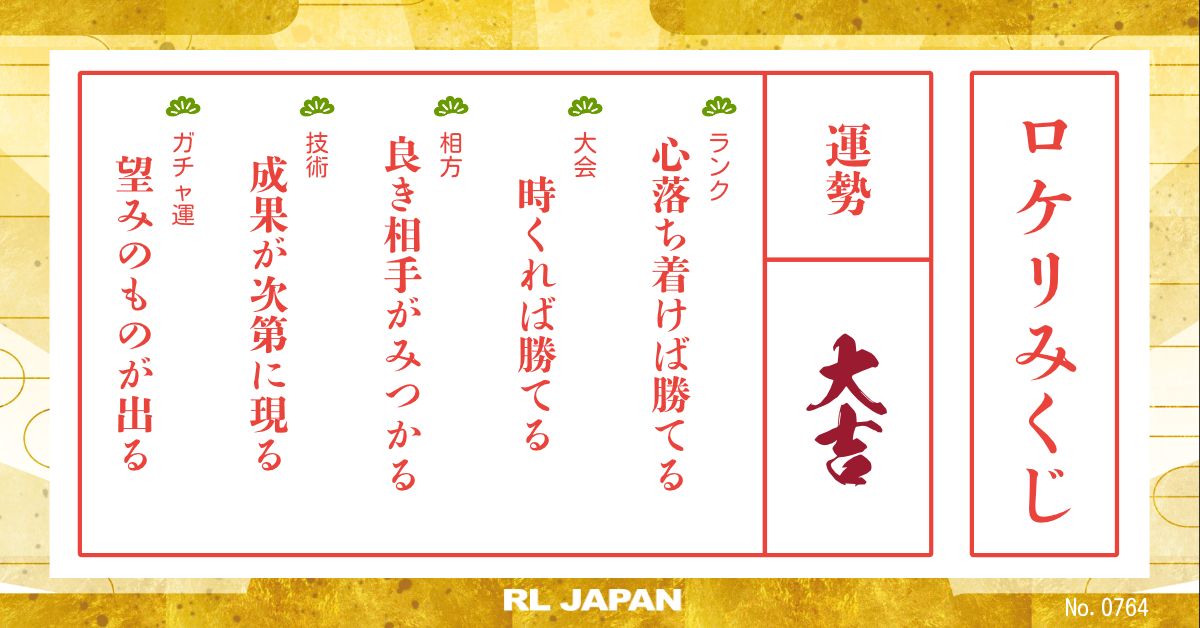 ロケリみくじ
運勢
大吉
ランク
心落ち着けば勝てる
大会
時くれば勝てる
相方
良き相手がみつかる
技術
成果が次第に現る
ガチャ運
望みのものが出る
RL JAPAN
No. 0764